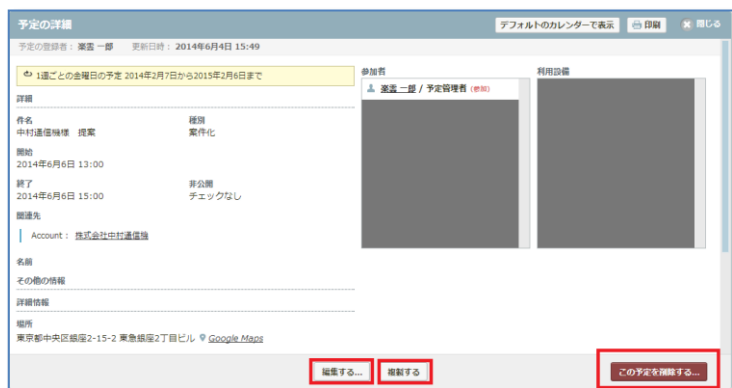 予定の詳細
デフォルトのカレンダーで表示
印刷
閉じる
予定の登録者： 楽雲 一郎 更新日時： 2014年6月4日 15:49
1週ごとの金曜日の予定 2014年2月7日から2015年2月6日まで
詳細
件名
中村通信機様 提案
種別
案件化
開始
2014年6月6日 13:00
終了
2014年6月6日 15:00
非公開
チェックなし
関連先
Account： 株式会社中村通信機
名前
その他の情報
詳細情報
場所
東京都中央区銀座2-15-2 東急銀座2丁目ビル Google Maps
参加者
楽雲 一郎 / 予定管理者 (参加)
利用設備
編集する...
複製する
この予定を削除する...